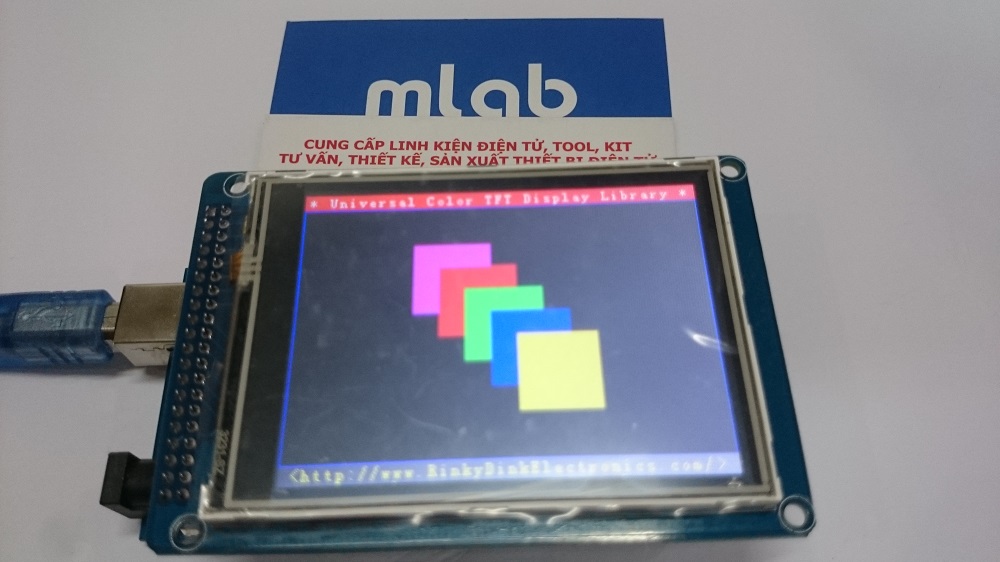 mlab
CUNG CẤP LINH KIỆN ĐIỆN TỬ, TOOL, KIT
TƯ VẤN, THIẾT KẾ, SẢN XUẤT THIẾT BỊ ĐIỆN TỬ
* Universal Color TFT Display Library *
<http://www.RinkyDinkElectronics.com/>